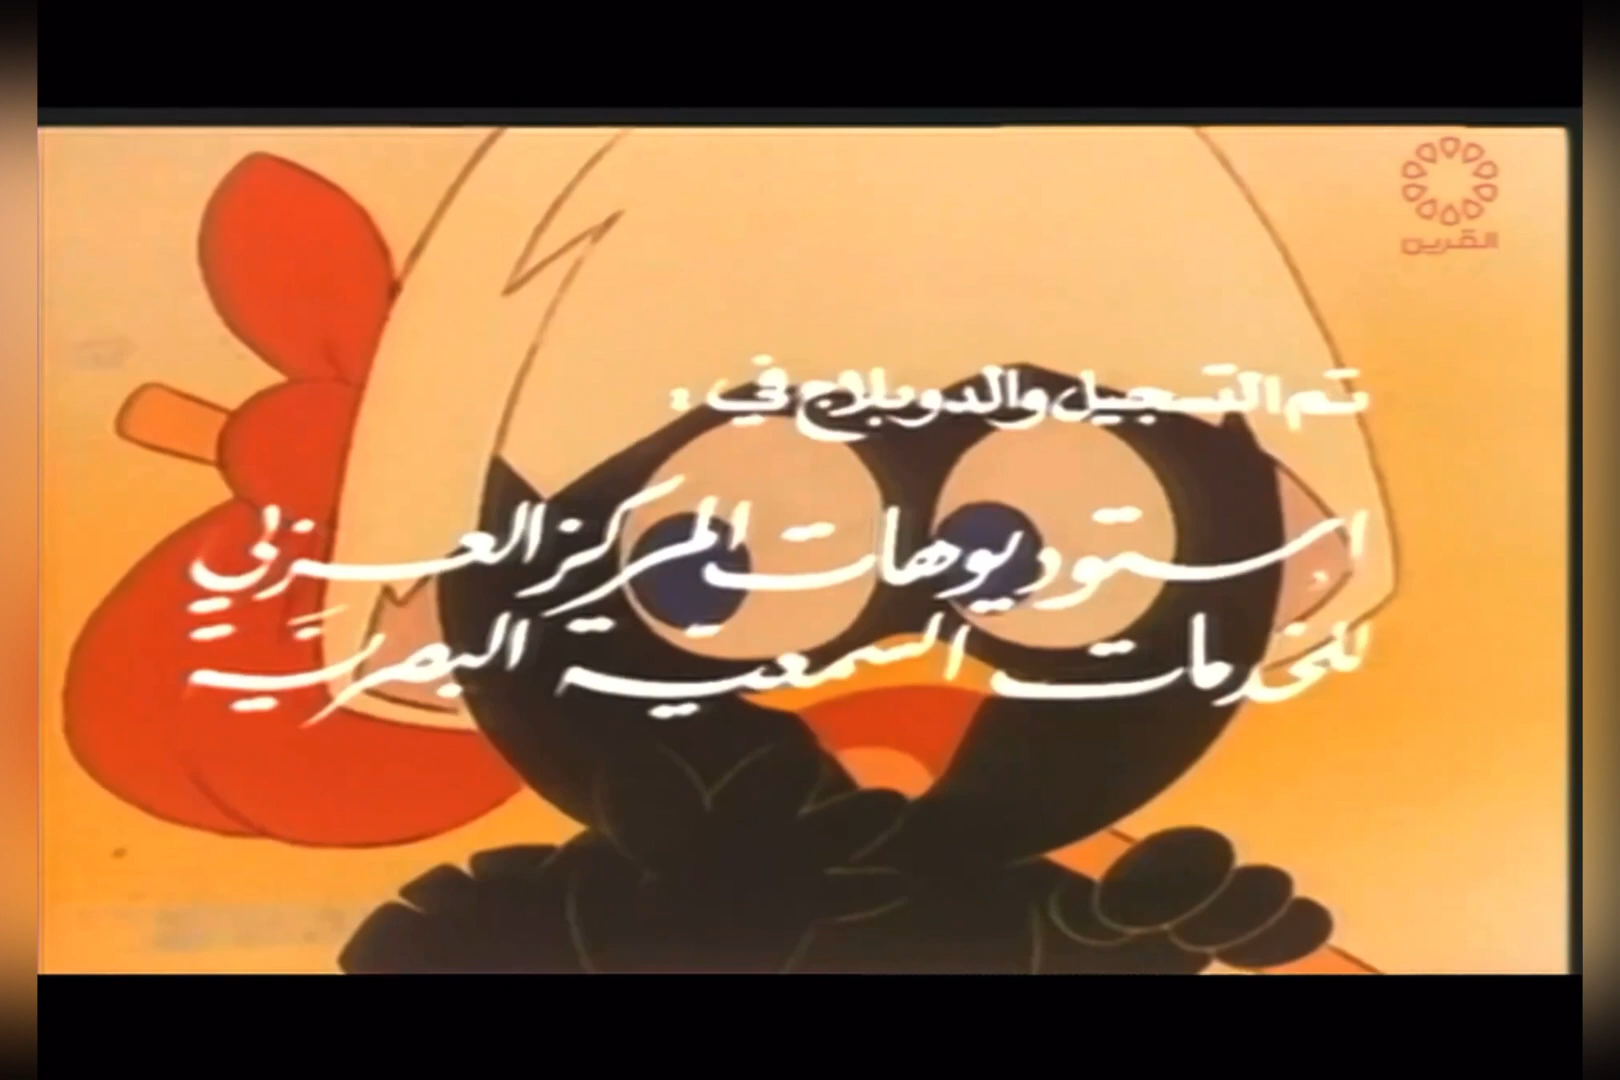 القرين
تم التسجيل والدوبلاج في :
استوديوهات المركز العربي
للخدمات السمعية البصرية